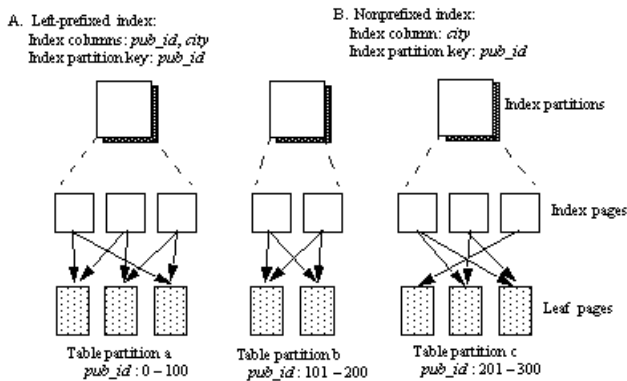 A. Left-prefixed index:
Index columns: pub_id, city
Index partition key: pub_id
B. Nonprefixed index:
Index column: city
Index partition key: pub_id
Index partitions
Index pages
Leaf pages
Table partition a
pub_id : 0 – 100
Table partition b
pub_id : 101 – 200
Table partition c
pub_id : 201 – 300